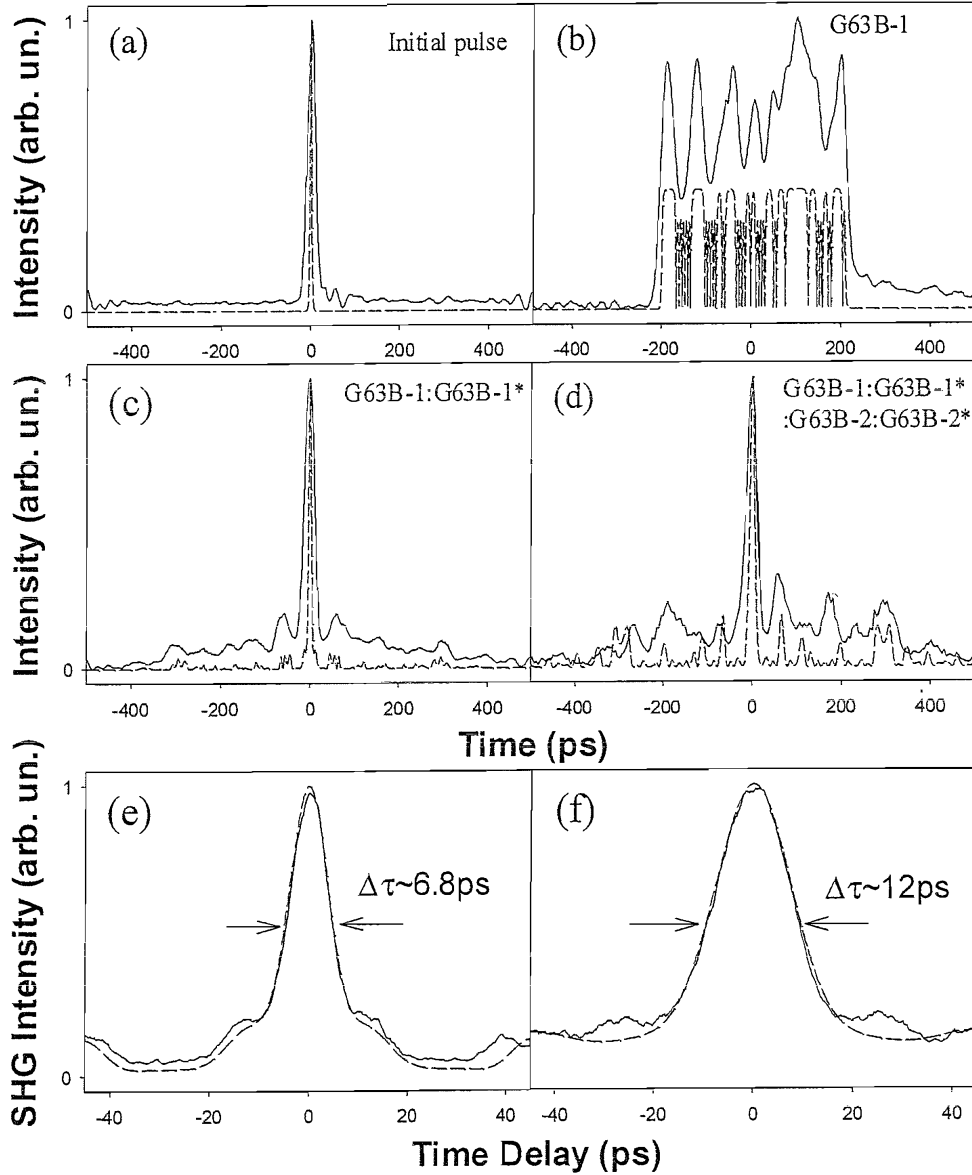 (a)
Initial pulse
(b)
G63B-1
Intensity (arb. un.)
1
0
-400
-200
0
200
400
-400
-200
0
200
400
(c)
G63B-1:G63B-1*
(d)
G63B-1:G63B-1*
:G63B-2:G63B-2*
Intensity (arb. un.)
1
0
-400
-200
0
200
400
-400
-200
0
200
400
Time (ps)
(e)
Δτ~6.8ps
(f)
Δτ~12ps
SHG Intensity (arb. un.)
1
0
-40
-20
0
20
40
-40
-20
0
20
40
Time Delay (ps)